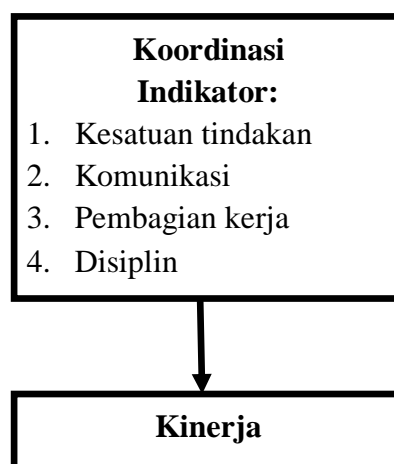 Koordinasi
Indikator:
1. Kesatuan tindakan
2. Komunikasi
3. Pembagian kerja
4. Disiplin
Kinerja